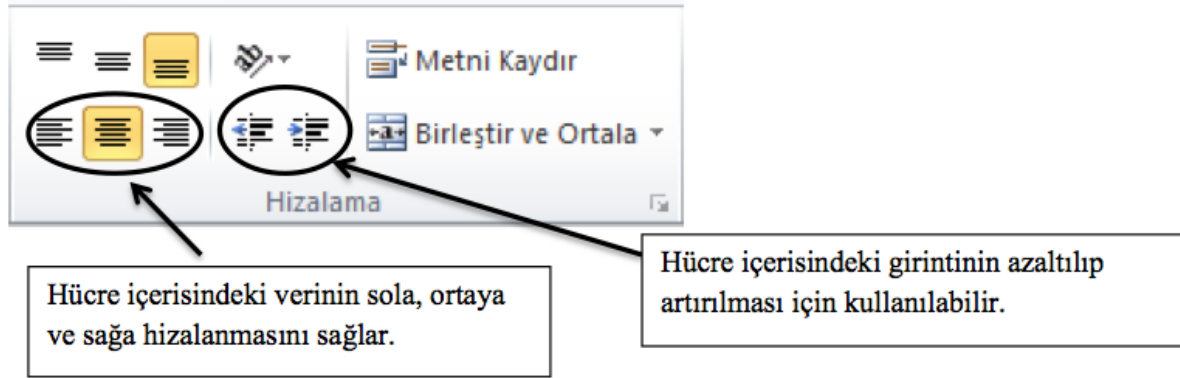 Metni Kaydır
Birleştir ve Ortala
Hizalama
Hücre içerisindeki verinin sola, ortaya
ve sağa hizalanmasını sağlar.
Hücre içerisindeki girintinin azaltılıp
artırılması için kullanılabilir.